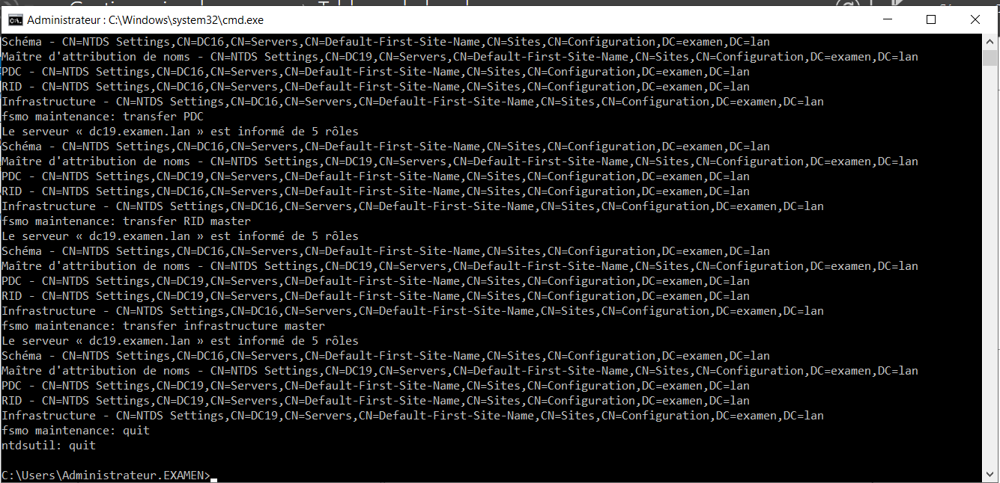 Administrateur : C:\Windows\system32\cmd.exe
Schéma - CN=NTDS Settings,CN=DC16,CN=Servers,CN=Default-First-Site-Name,CN=Sites,CN=Configuration,DC=examen,DC=lan
Maître d'attribution de noms - CN=NTDS Settings,CN=DC19,CN=Servers,CN=Default-First-Site-Name,CN=Sites,CN=Configuration,DC=examen,DC=lan
PDC - CN=NTDS Settings,CN=DC16,CN=Servers,CN=Default-First-Site-Name,CN=Sites,CN=Configuration,DC=examen,DC=lan
RID - CN=NTDS Settings,CN=DC16,CN=Servers,CN=Default-First-Site-Name,CN=Sites,CN=Configuration,DC=examen,DC=lan
Infrastructure - CN=NTDS Settings,CN=DC16,CN=Servers,CN=Default-First-Site-Name,CN=Sites,CN=Configuration,DC=examen,DC=lan
fsmo maintenance: transfer PDC
Le serveur « dc19.examen.lan » est informé de 5 rôles
Schéma - CN=NTDS Settings,CN=DC16,CN=Servers,CN=Default-First-Site-Name,CN=Sites,CN=Configuration,DC=examen,DC=lan
Maître d'attribution de noms - CN=NTDS Settings,CN=DC19,CN=Servers,CN=Default-First-Site-Name,CN=Sites,CN=Configuration,DC=examen,DC=lan
PDC - CN=NTDS Settings,CN=DC19,CN=Servers,CN=Default-First-Site-Name,CN=Sites,CN=Configuration,DC=examen,DC=lan
RID - CN=NTDS Settings,CN=DC16,CN=Servers,CN=Default-First-Site-Name,CN=Sites,CN=Configuration,DC=examen,DC=lan
Infrastructure - CN=NTDS Settings,CN=DC16,CN=Servers,CN=Default-First-Site-Name,CN=Sites,CN=Configuration,DC=examen,DC=lan
fsmo maintenance: transfer RID master
Le serveur « dc19.examen.lan » est informé de 5 rôles
Schéma - CN=NTDS Settings,CN=DC16,CN=Servers,CN=Default-First-Site-Name,CN=Sites,CN=Configuration,DC=examen,DC=lan
Maître d'attribution de noms - CN=NTDS Settings,CN=DC19,CN=Servers,CN=Default-First-Site-Name,CN=Sites,CN=Configuration,DC=examen,DC=lan
PDC - CN=NTDS Settings,CN=DC19,CN=Servers,CN=Default-First-Site-Name,CN=Sites,CN=Configuration,DC=examen,DC=lan
RID - CN=NTDS Settings,CN=DC19,CN=Servers,CN=Default-First-Site-Name,CN=Sites,CN=Configuration,DC=examen,DC=lan
Infrastructure - CN=NTDS Settings,CN=DC16,CN=Servers,CN=Default-First-Site-Name,CN=Sites,CN=Configuration,DC=examen,DC=lan
fsmo maintenance: transfer infrastructure master
Le serveur « dc19.examen.lan » est informé de 5 rôles
Schéma - CN=NTDS Settings,CN=DC16,CN=Servers,CN=Default-First-Site-Name,CN=Sites,CN=Configuration,DC=examen,DC=lan
Maître d'attribution de noms - CN=NTDS Settings,CN=DC19,CN=Servers,CN=Default-First-Site-Name,CN=Sites,CN=Configuration,DC=examen,DC=lan
PDC - CN=NTDS Settings,CN=DC19,CN=Servers,CN=Default-First-Site-Name,CN=Sites,CN=Configuration,DC=examen,DC=lan
RID - CN=NTDS Settings,CN=DC19,CN=Servers,CN=Default-First-Site-Name,CN=Sites,CN=Configuration,DC=examen,DC=lan
Infrastructure - CN=NTDS Settings,CN=DC19,CN=Servers,CN=Default-First-Site-Name,CN=Sites,CN=Configuration,DC=examen,DC=lan
fsmo maintenance: quit
ntdsutil: quit
C:\Users\Administrateur.EXAMEN>